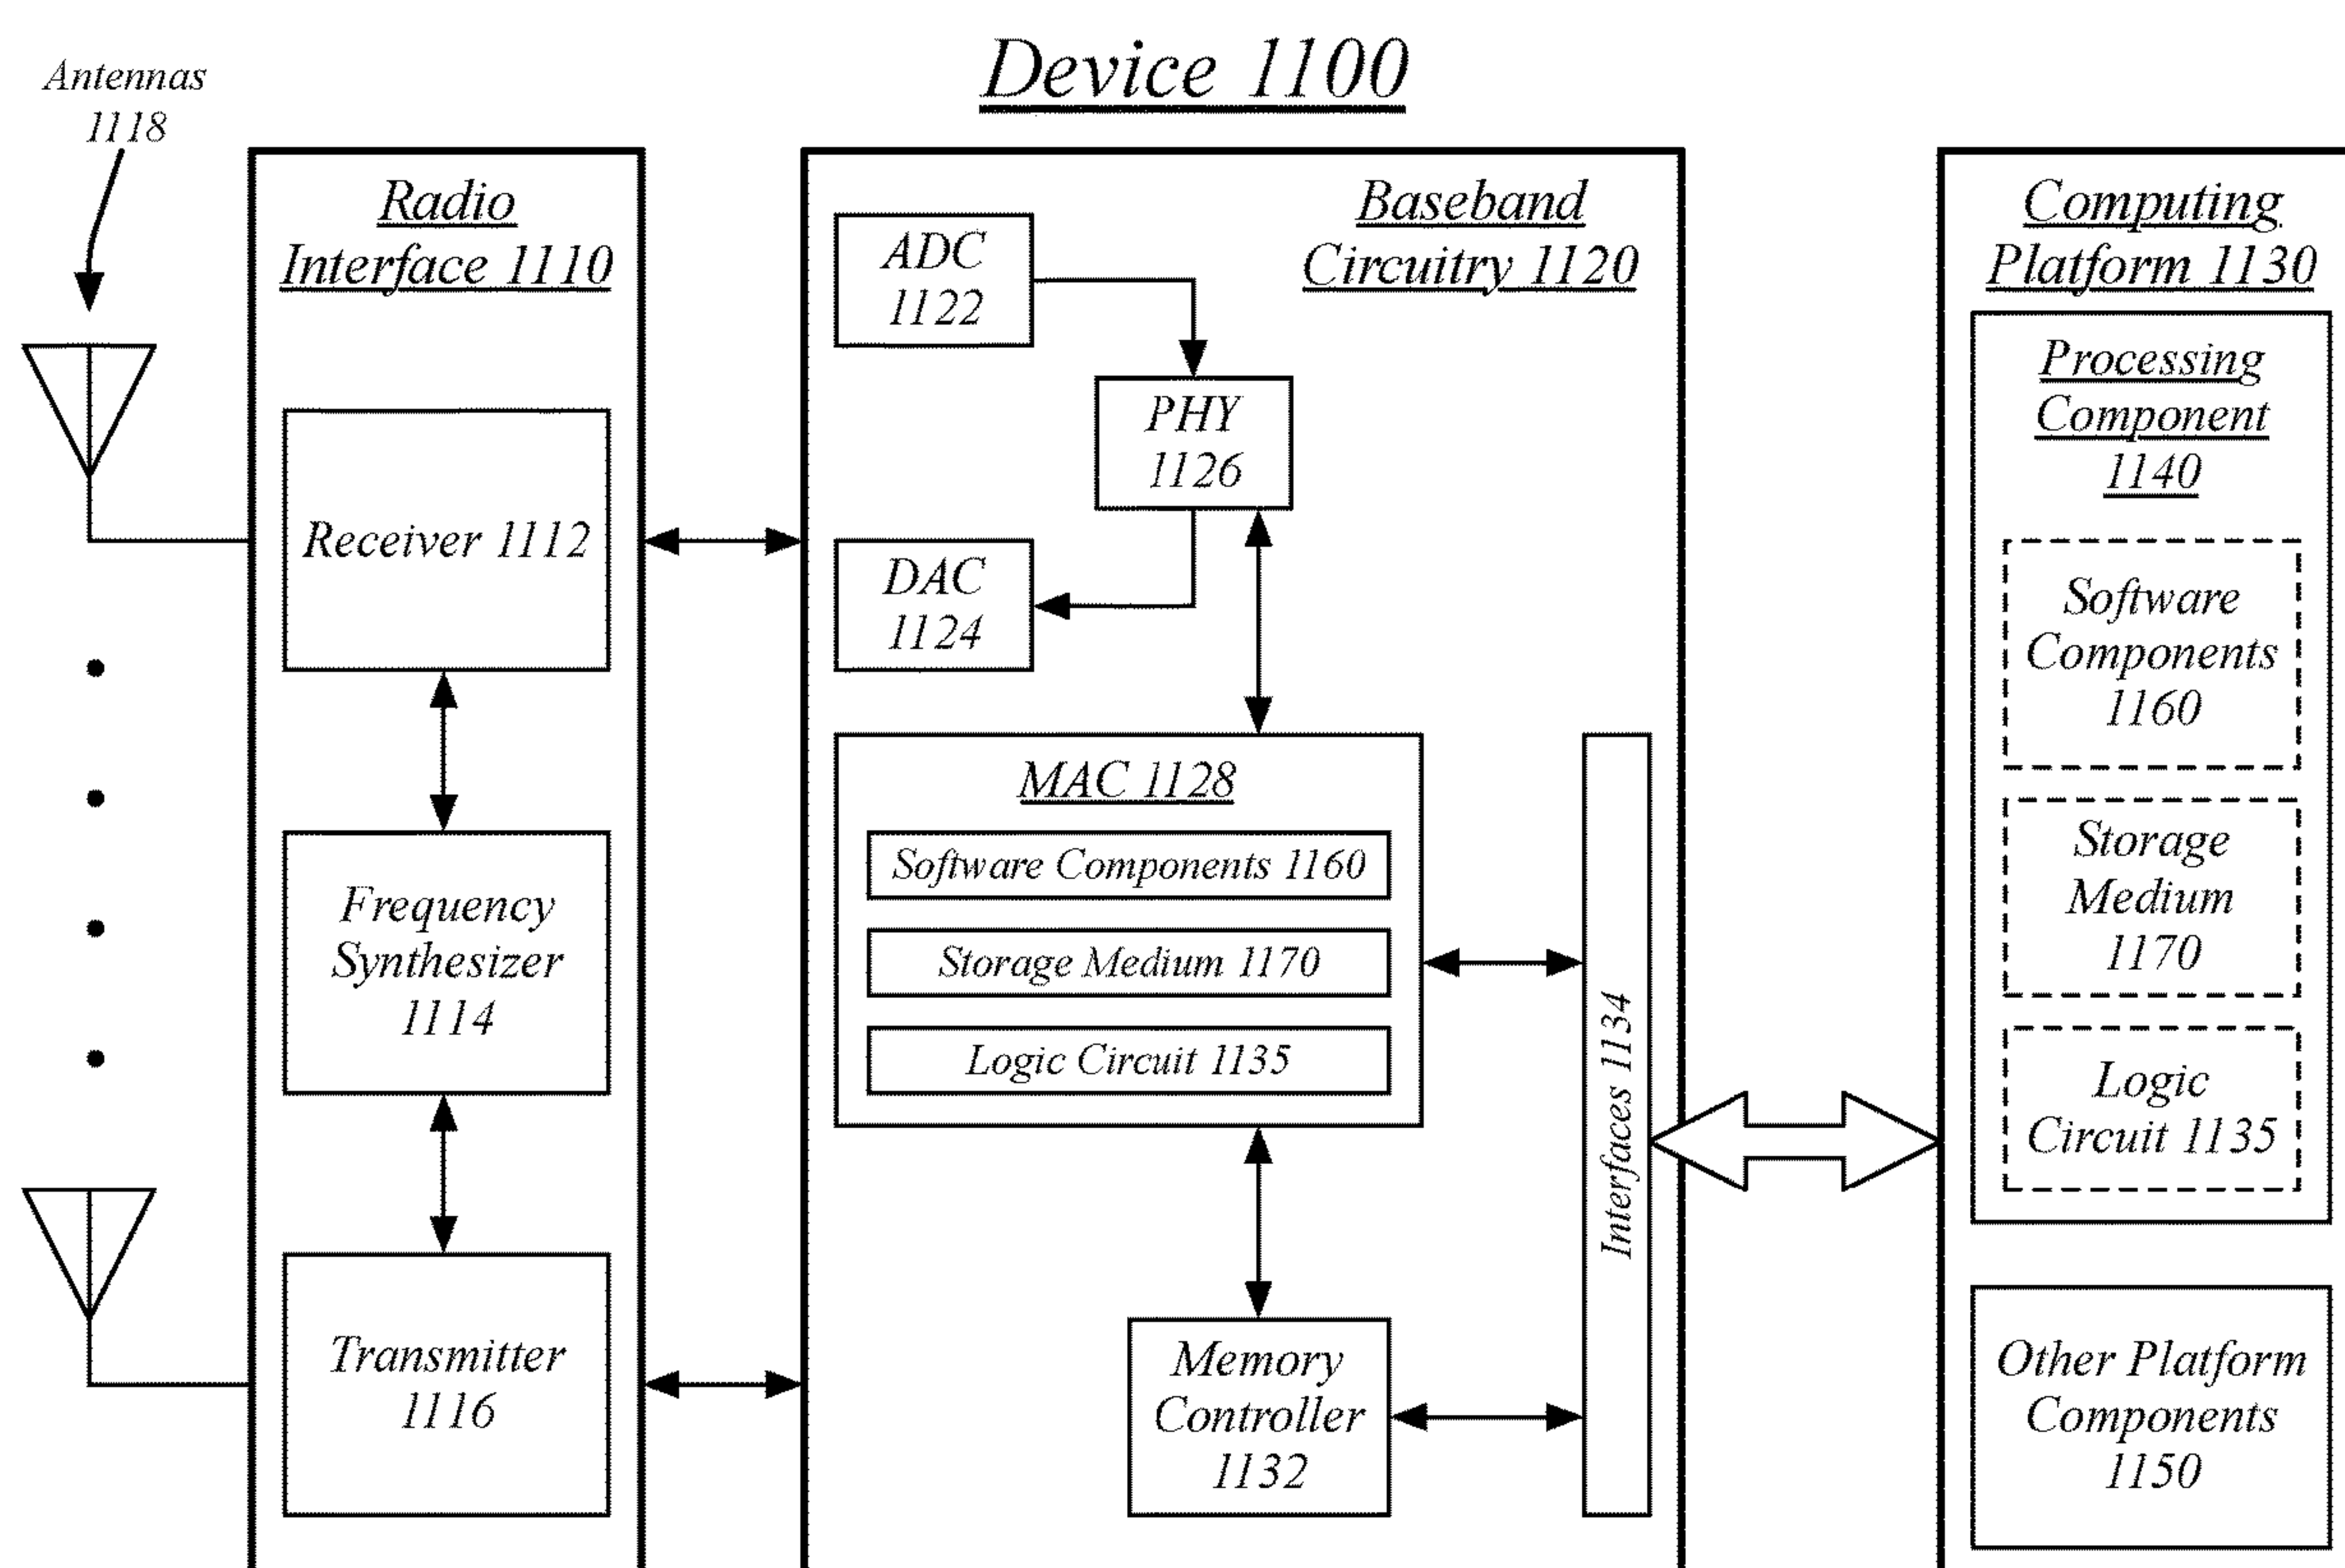 Device 1100
Antennas
1118
Radio
Interface 1110
Receiver 1112
Frequency
Synthesizer
1114
Transmitter
1116
Baseband
Circuitry 1120
ADC
1122
PHY
1126
DAC
1124
MAC 1128
Software Components 1160
Storage Medium 1170
Logic Circuit 1135
Interfaces 1134
Memory
Controller
1132
Computing
Platform 1130
Processing
Component
1140
Software
Components
1160
Storage
Medium
1170
Logic
Circuit 1135
Other Platform
Components
1150